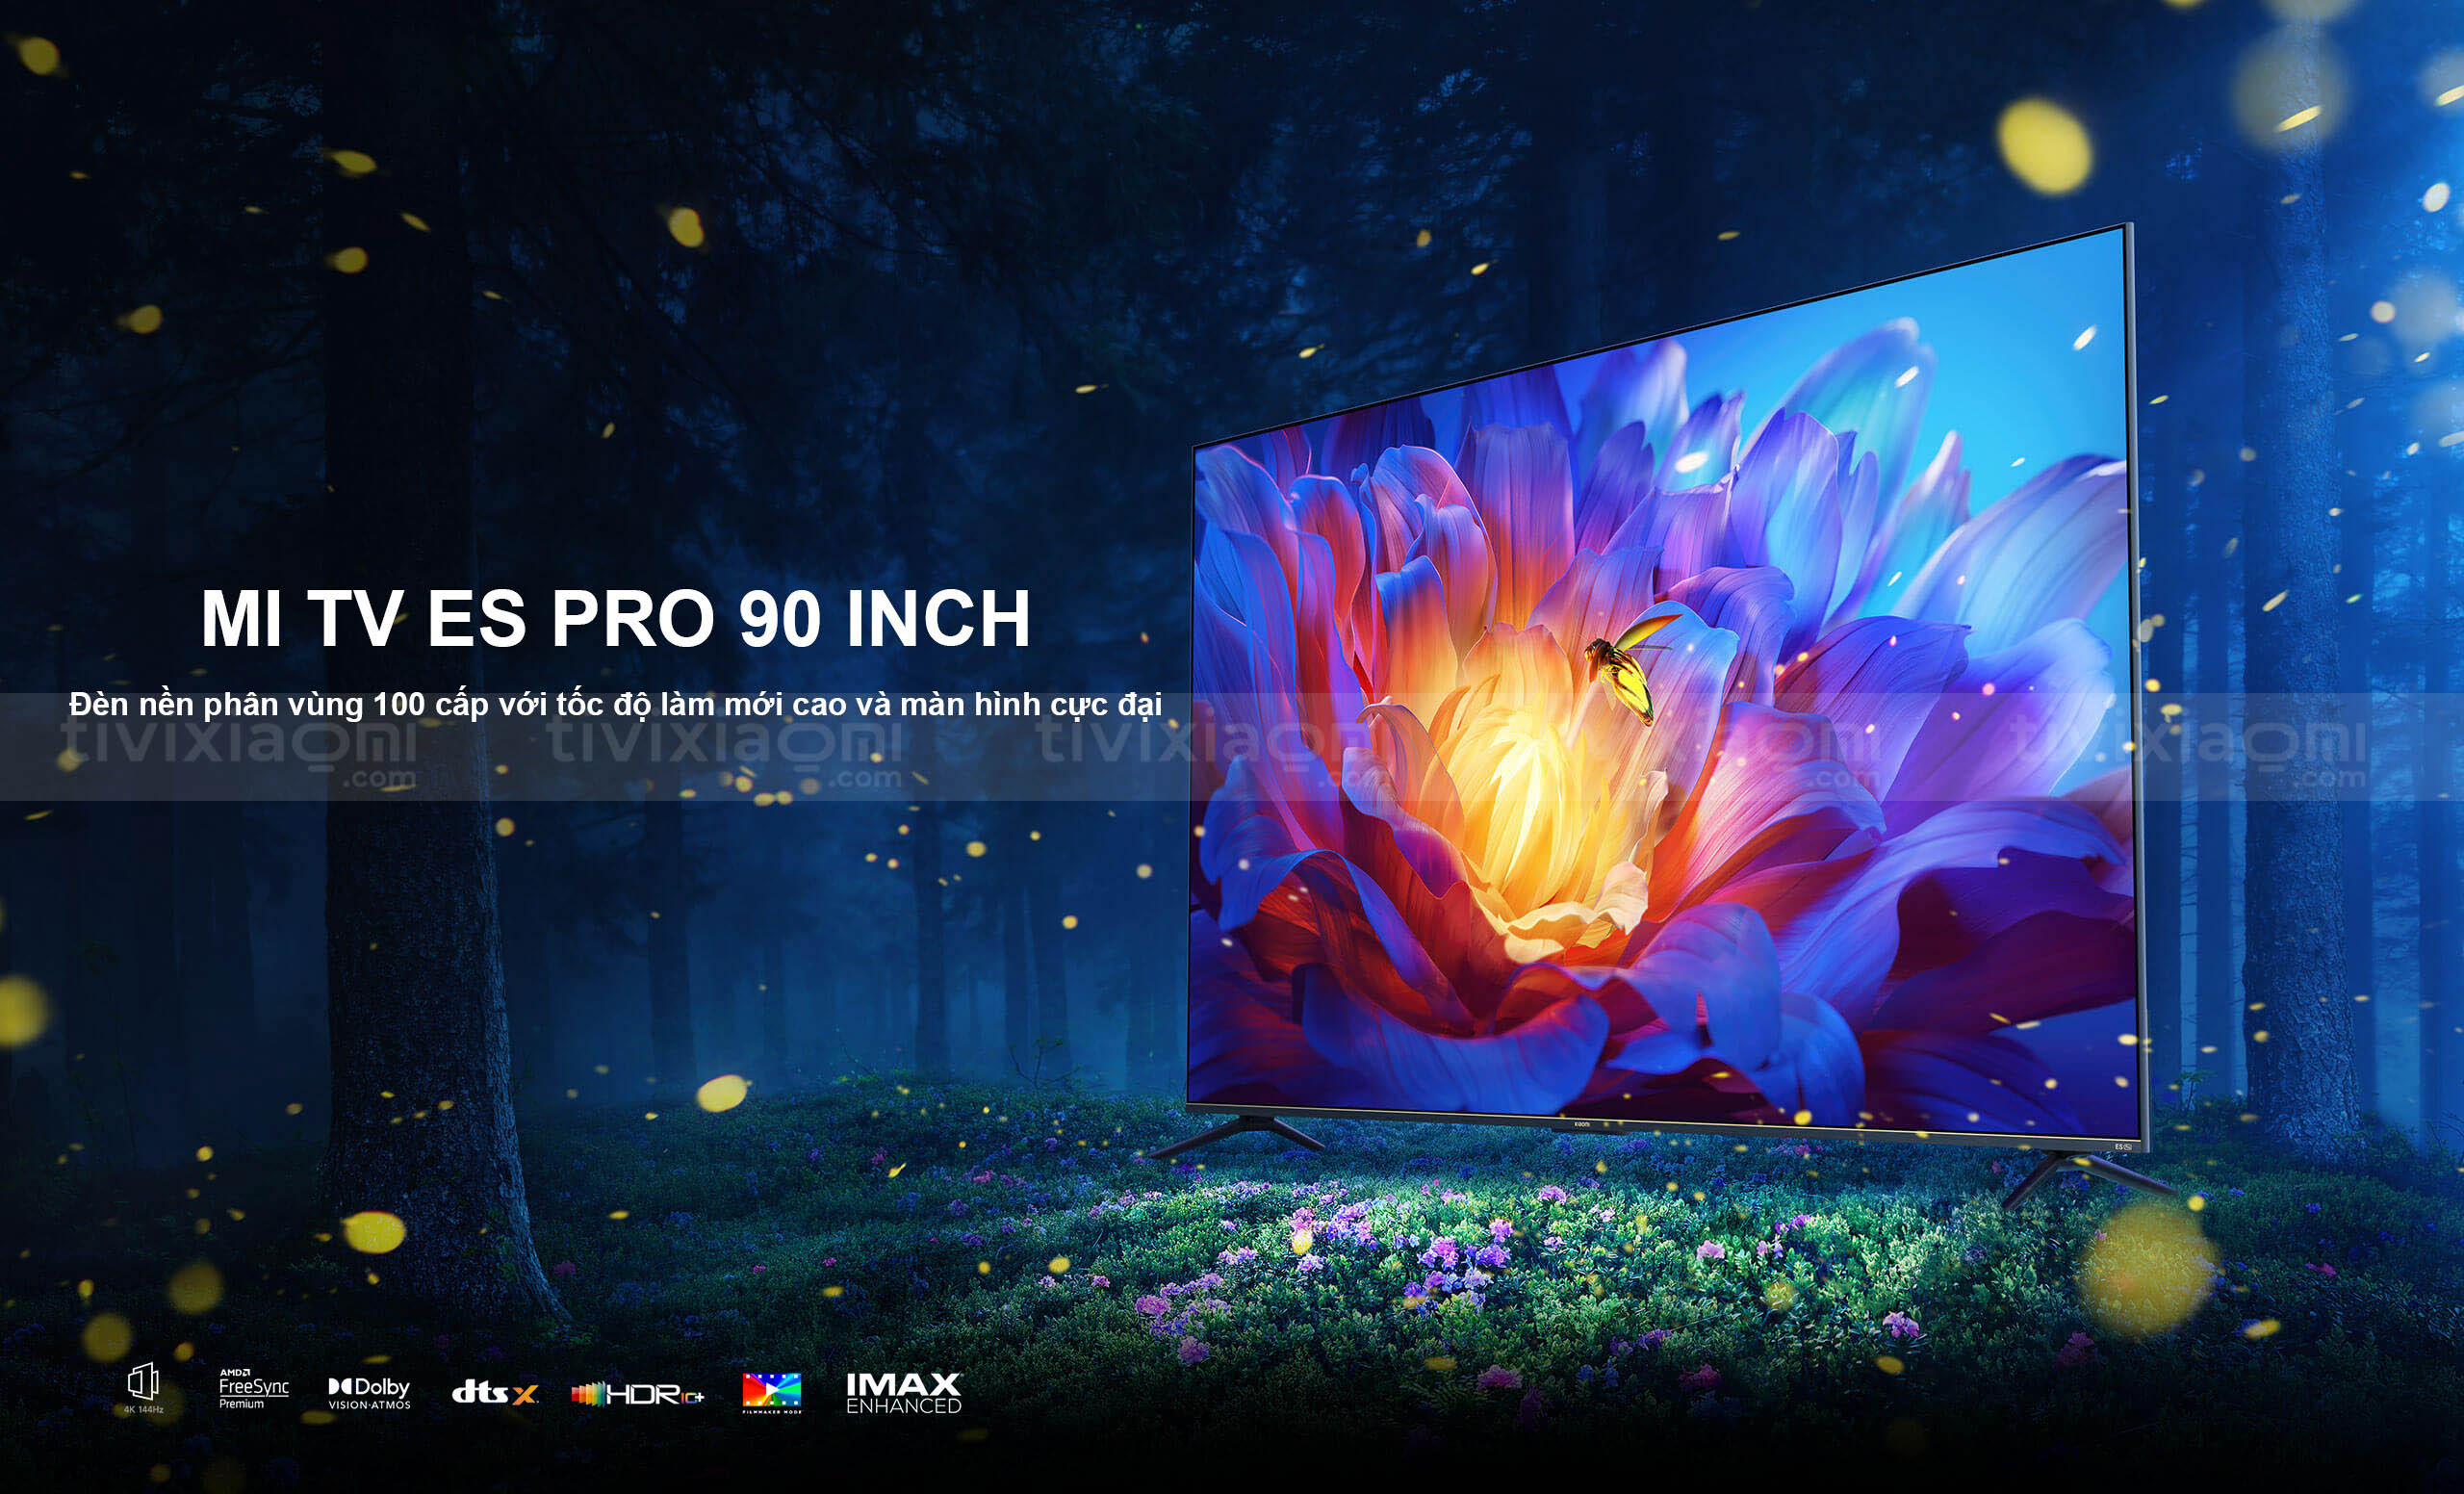 MI TV ES PRO 90 INCH
Đèn nền phân vùng 100 cấp với tốc độ làm mới cao và màn hình cực đại
tivixiaomi tivixiaomi tivixiaomi tivixiaomi tivixiaomi
.com .com .com .com .com
xiaomi
4K 144Hz
AMD
FreeSync
Premium
Dolby
VISION·ATMOS
dts X
HDR10+
FILMMAKER MODE
IMAX
ENHANCED